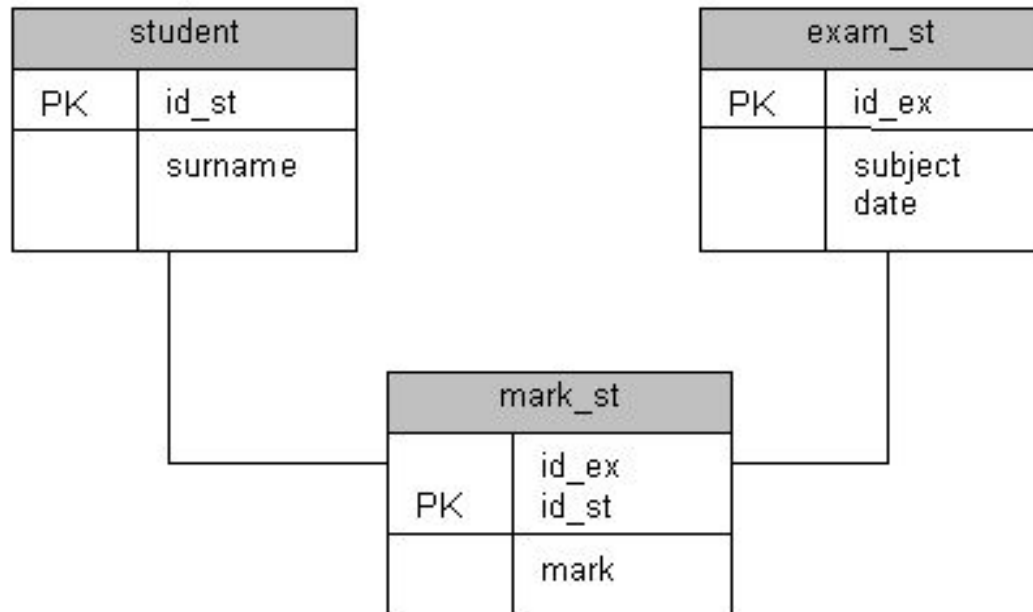 student
PK id_st
surname
exam_st
PK id_ex
subject
date
mark_st
id_ex
PK id_st
mark